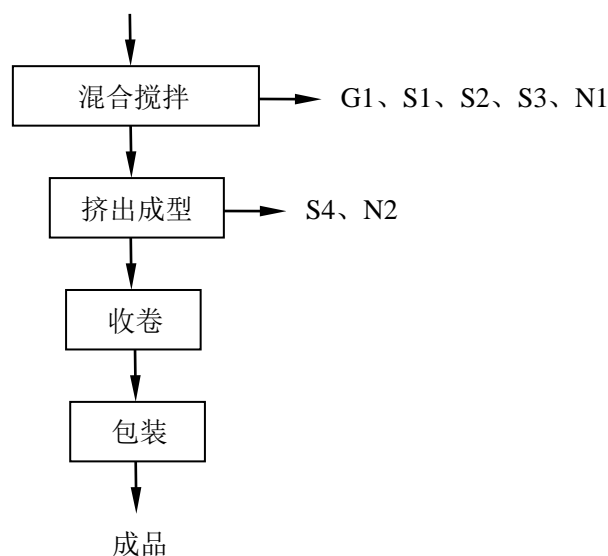 混合搅拌
G1、S1、S2、S3、N1
挤出成型
S4、N2
收卷
包装
成品